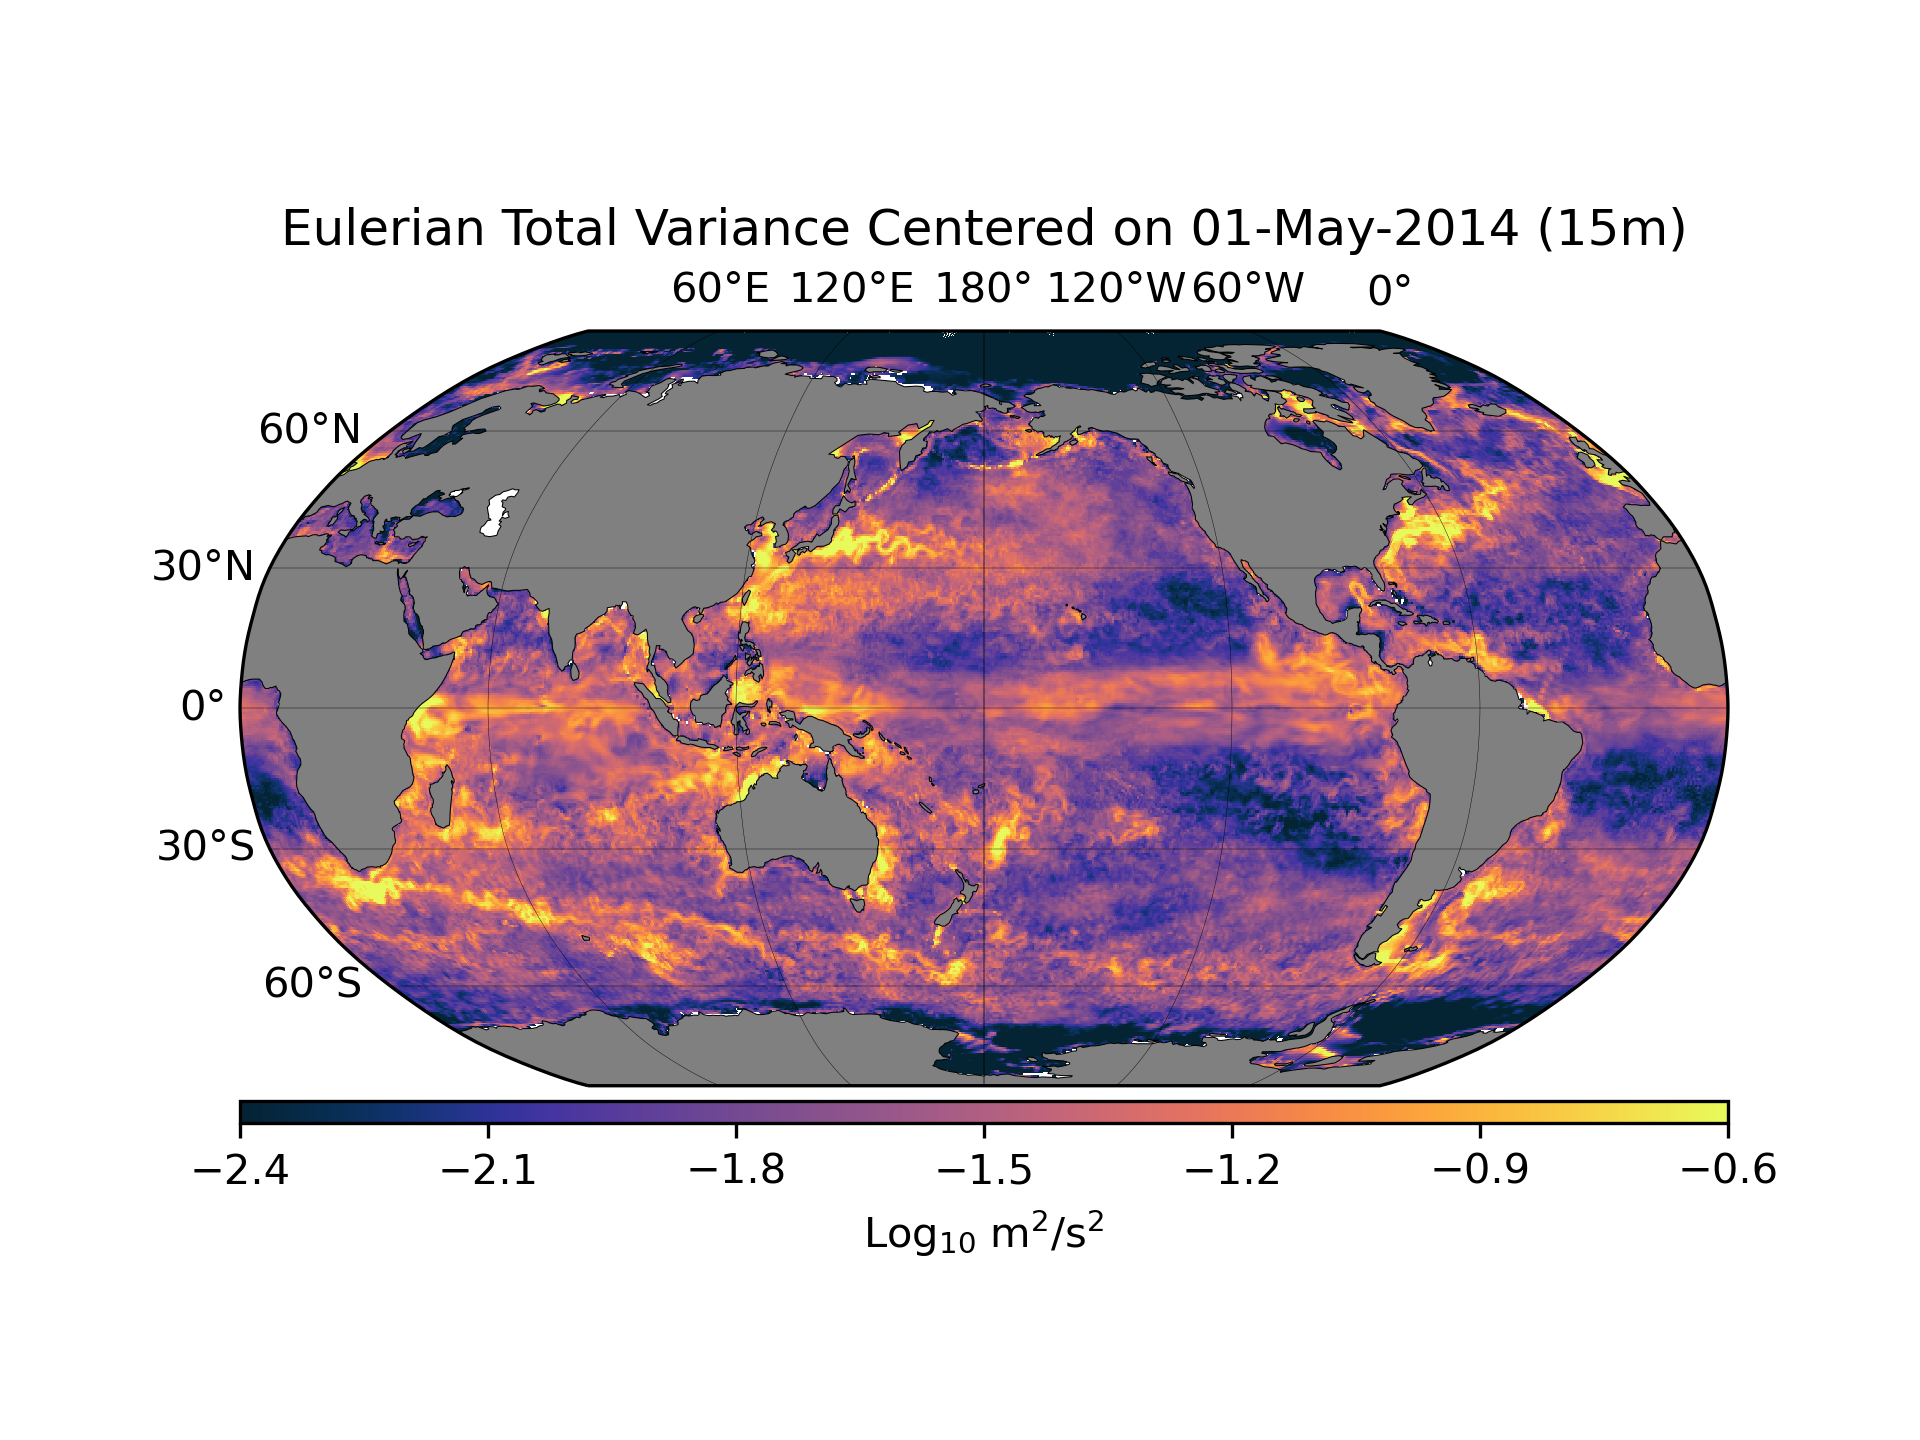 Eulerian Total Variance Centered on 01-May-2014 (15m)
60°E 120°E 180° 120°W 60°W 0°
60°N
30°N
0°
30°S
60°S
−2.4 −2.1 −1.8 −1.5 −1.2 −0.9 −0.6
Log₁₀ m²/s²